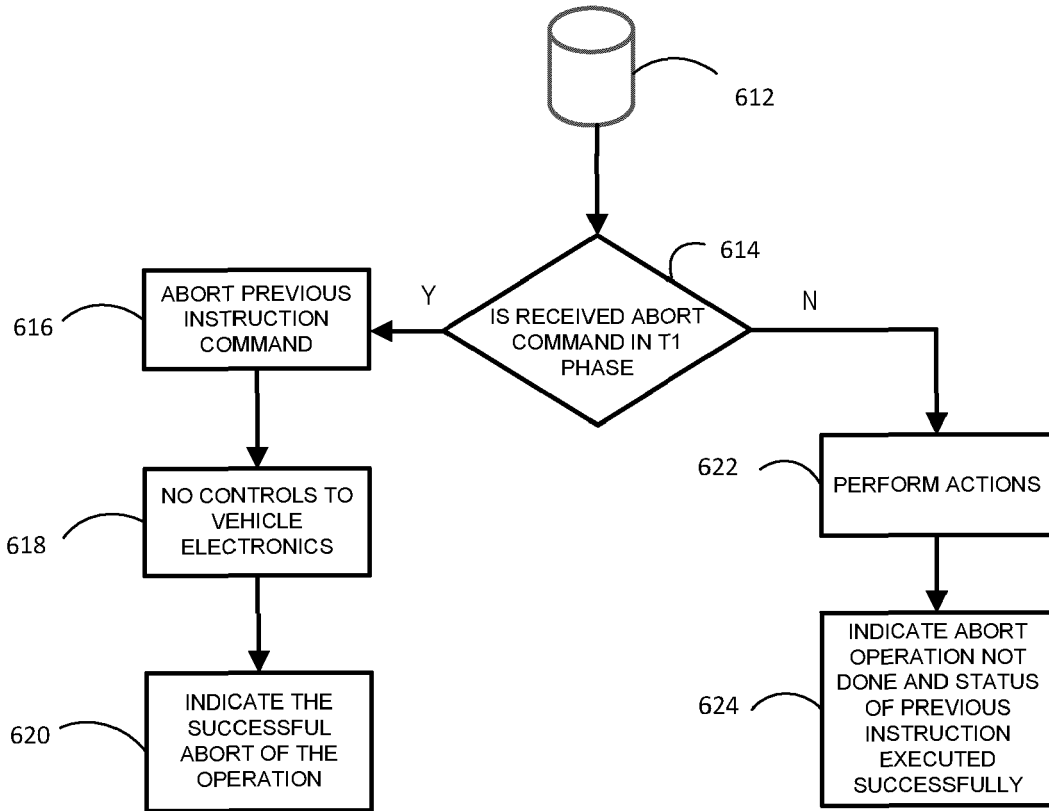 612
614
Y
N
IS RECEIVED ABORT
COMMAND IN T1
PHASE
616
ABORT PREVIOUS
INSTRUCTION
COMMAND
618
NO CONTROLS TO
VEHICLE
ELECTRONICS
620
INDICATE THE
SUCCESSFUL
ABORT OF THE
OPERATION
622
PERFORM ACTIONS
624
INDICATE ABORT
OPERATION NOT
DONE AND STATUS
OF PREVIOUS
INSTRUCTION
EXECUTED
SUCCESSFULLY